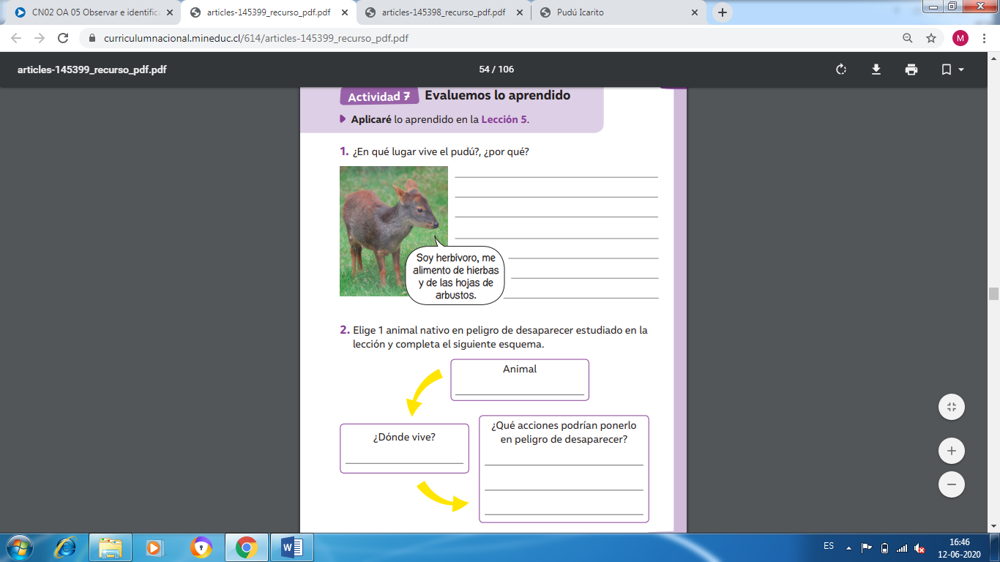 CN02 OA 05 Observar e identifica
articles-145399_recurso_pdf.pdf
articles-145398_recurso_pdf.pdf
Pudú Icarito
curriculumnacional.mineduc.cl/614/articles-145399_recurso_pdf.pdf
M
articles-145399_recurso_pdf.pdf
54 / 106
Actividad 7 Evaluemos lo aprendido
Aplicaré lo aprendido en la Lección 5.
1. ¿En qué lugar vive el pudú?, ¿por qué?
Soy herbívoro, me
alimento de hierbas
y de las hojas de
arbustos.
2. Elige 1 animal nativo en peligro de desaparecer estudiado en la
lección y completa el siguiente esquema.
Animal
¿Dónde vive?
¿Qué acciones podrían ponerlo
en peligro de desaparecer?
ES
16:46
12-06-2020